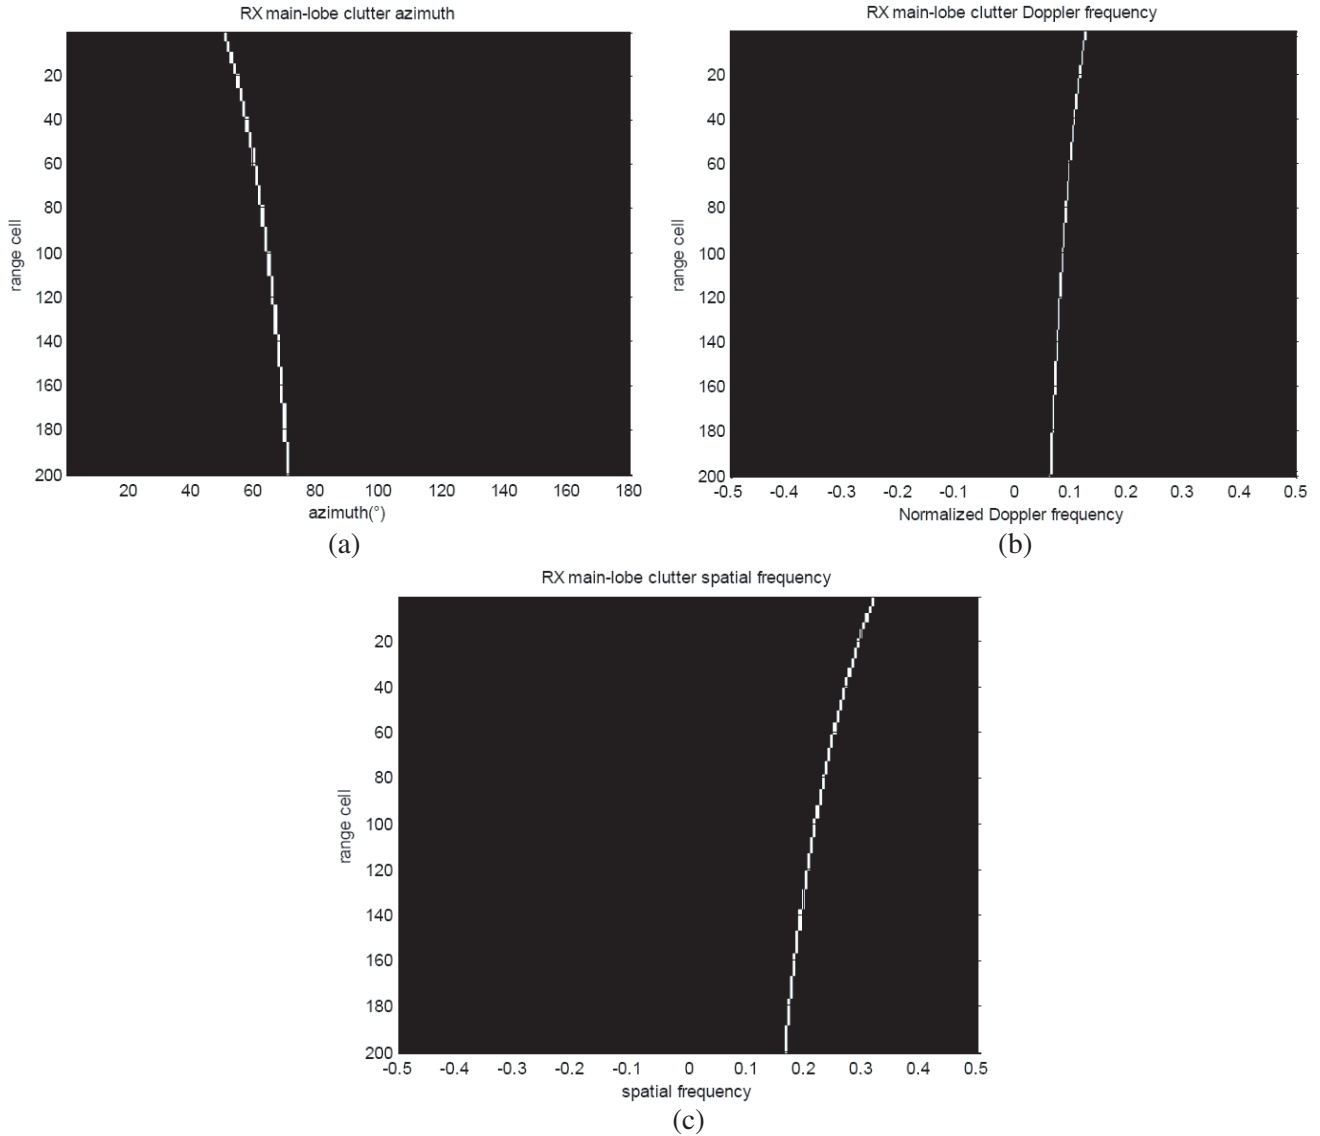 RX main-lobe clutter azimuth
range cell
20
40
60
80
100
120
140
160
180
200
20 40 60 80 100 120 140 160 180
azimuth(°)
(a)
RX main-lobe clutter Doppler frequency
range cell
20
40
60
80
100
120
140
160
180
200
-0.5 -0.4 -0.3 -0.2 -0.1 0 0.1 0.2 0.3 0.4 0.5
Normalized Doppler frequency
(b)
RX main-lobe clutter spatial frequency
range cell
20
40
60
80
100
120
140
160
180
200
-0.5 -0.4 -0.3 -0.2 -0.1 0 0.1 0.2 0.3 0.4 0.5
spatial frequency
(c)